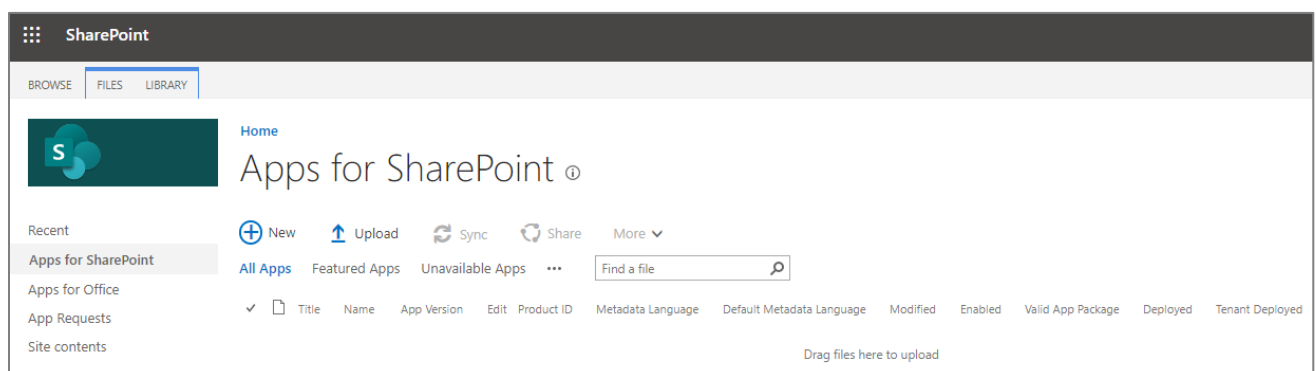 SharePoint
BROWSE FILES LIBRARY
S
Home
Apps for SharePoint
Recent
Apps for SharePoint
Apps for Office
App Requests
Site contents
New Upload Sync Share More
All Apps Featured Apps Unavailable Apps ••• Find a file
Title Name App Version Edit Product ID Metadata Language Default Metadata Language Modified Enabled Valid App Package Deployed Tenant Deployed
Drag files here to upload